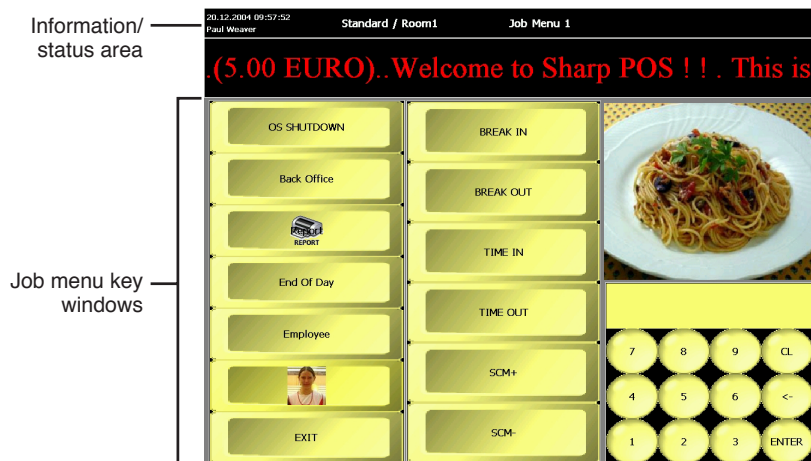 Information/
status area
20.12.2004 09:57:52
Paul Weaver
Standard / Room1
Job Menu 1
.(5.00 EURO)..Welcome to Sharp POS ! ! . This is
Job menu key
windows
OS SHUTDOWN
Back Office
Report
REPORT
End Of Day
Employee
EXIT
BREAK IN
BREAK OUT
TIME IN
TIME OUT
SCM+
SCM-
7 8 9 CL
4 5 6 <-
1 2 3 ENTER